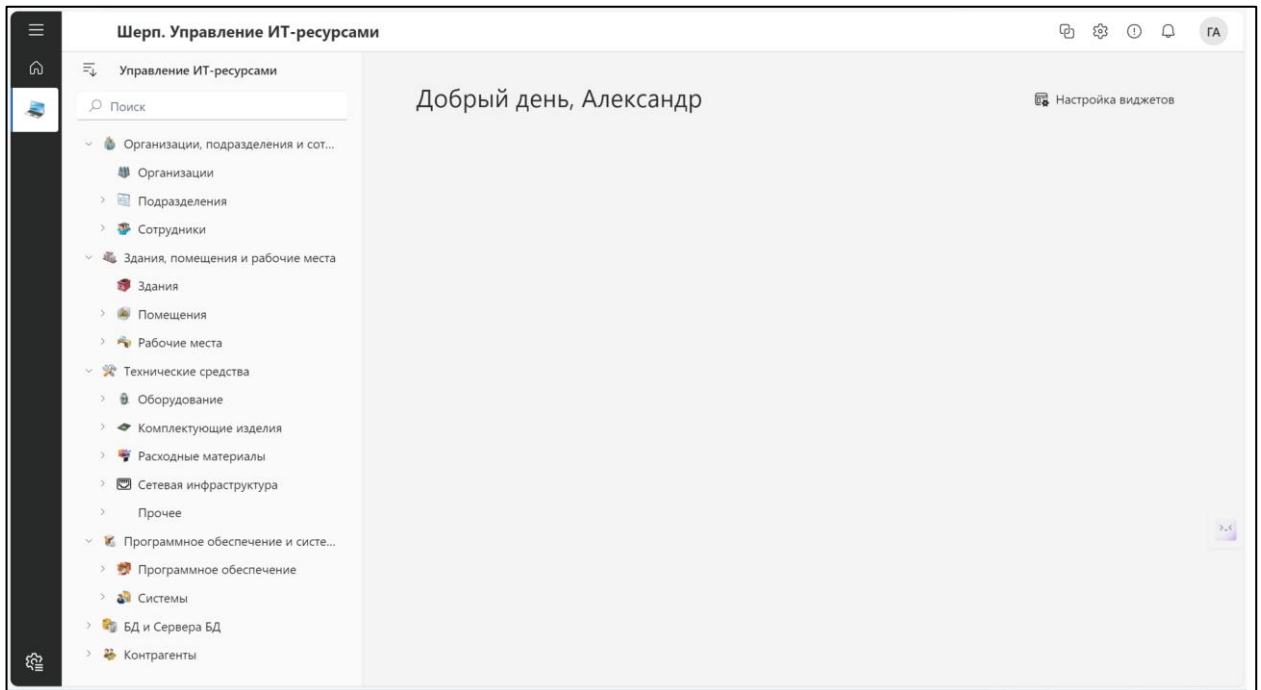 Шерп. Управление ИТ-ресурсами
ГА
Управление ИТ-ресурсами
Поиск
Добрый день, Александр
Настройка виджетов
Организации, подразделения и сот...
Организации
Подразделения
Сотрудники
Здания, помещения и рабочие места
Здания
Помещения
Рабочие места
Технические средства
Оборудование
Комплектующие изделия
Расходные материалы
Сетевая инфраструктура
Прочее
Программное обеспечение и систе...
Программное обеспечение
Системы
БД и Сервера БД
Контрагенты